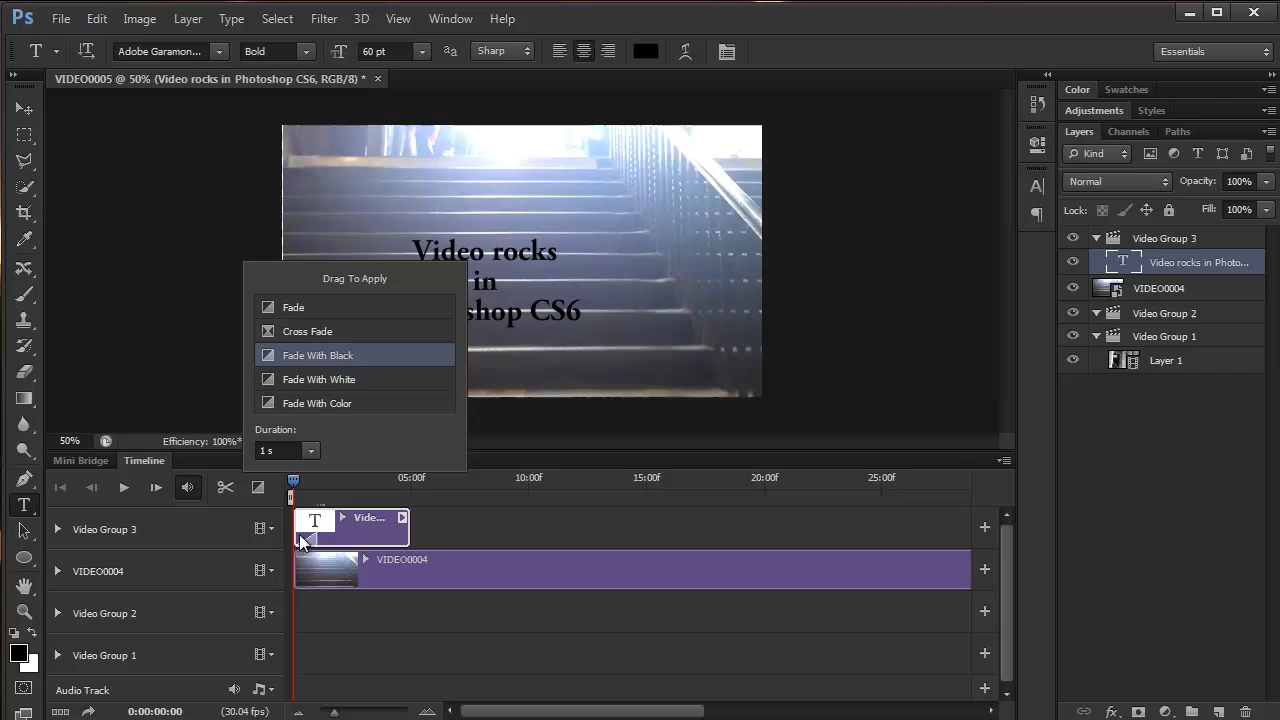 Ps File Edit Image Layer Type Select Filter 3D View Window Help
T Adobe Garamon... Bold 60 pt Sharp Essentials
VIDEO0005 @ 50% (Video rocks in Photoshop CS6, RGB/8) *
Color Swatches
Adjustments Styles
Layers Channels Paths
Kind
Normal Opacity: 100%
Lock: Fill: 100%
Video Group 3
T Video rocks in Photo...
VIDEO0004
Video Group 2
Video Group 1
Layer 1
Video rocks
in
shop CS6
Drag To Apply
Fade
Cross Fade
Fade With Black
Fade With White
Fade With Color
Duration:
1 s
50% Efficiency: 100%*
Mini Bridge Timeline
05:00f 10:00f 15:00f 20:00f 25:00f
Video Group 3 T Vide...
VIDEO0004 VIDEO0004
Video Group 2
Video Group 1
Audio Track
0:00:00:00 (30.04 fps)